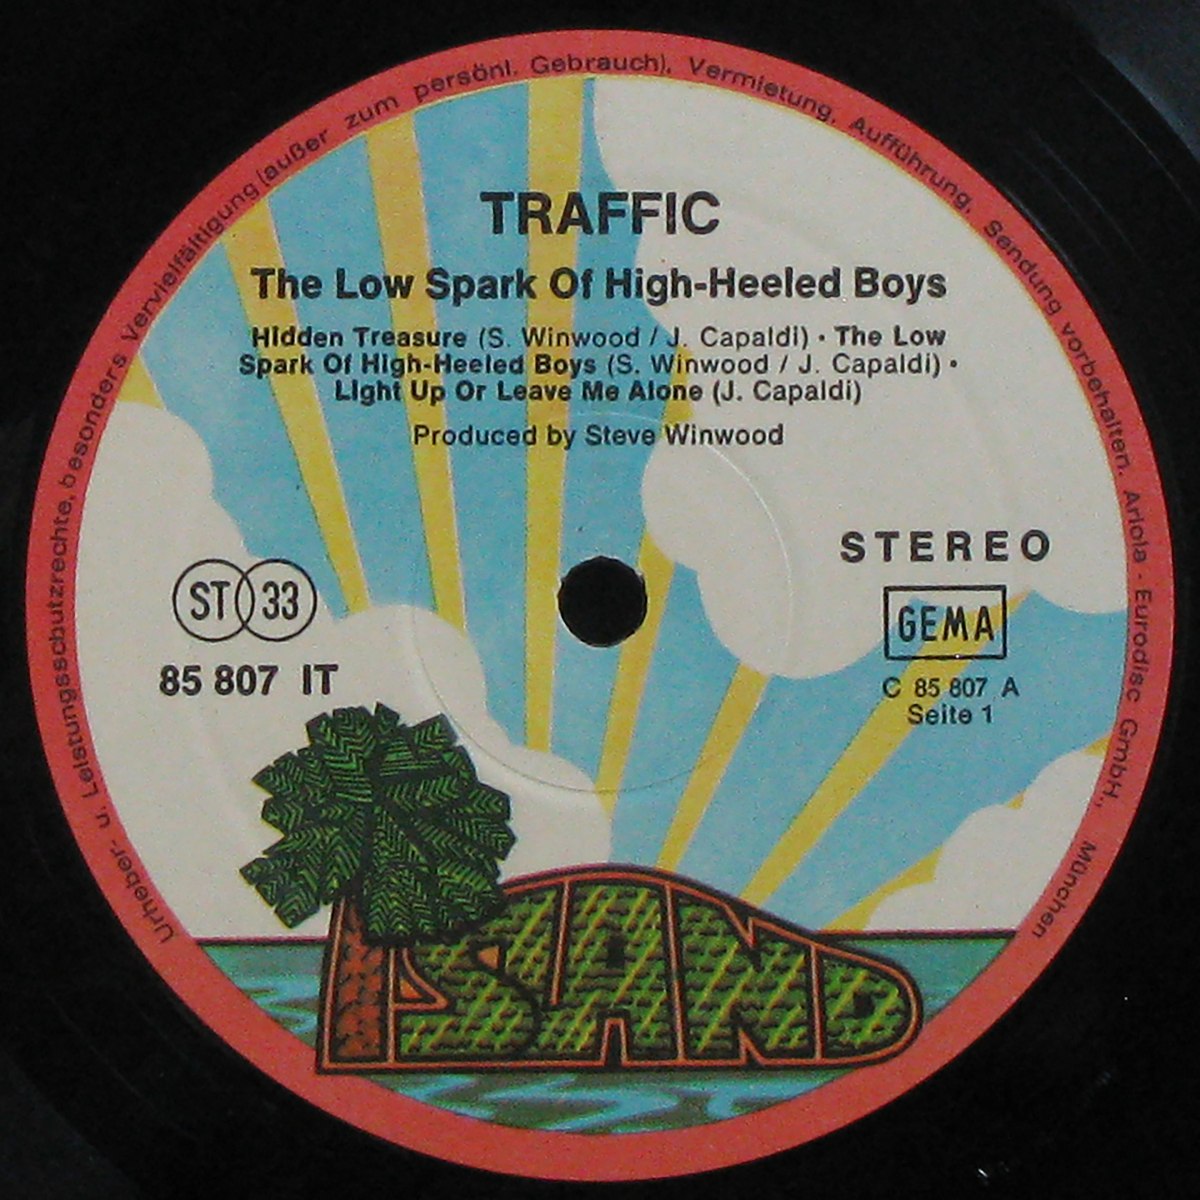 Urheber- u. Leistungsschutzrechte, besonders Vervielfältigung (außer zum persönl. Gebrauch), Vermietung, Aufführung, Sendung vorbehalten. Ariola - Eurodisc GmbH., München
TRAFFIC
The Low Spark Of High-Heeled Boys
Hidden Treasure (S. Winwood / J. Capaldi) · The Low
Spark Of High-Heeled Boys (S. Winwood / J. Capaldi) ·
Light Up Or Leave Me Alone (J. Capaldi)
Produced by Steve Winwood
STEREO
ST 33
GEMA
85 807 IT
C 85 807 A
Seite 1
ISLAND